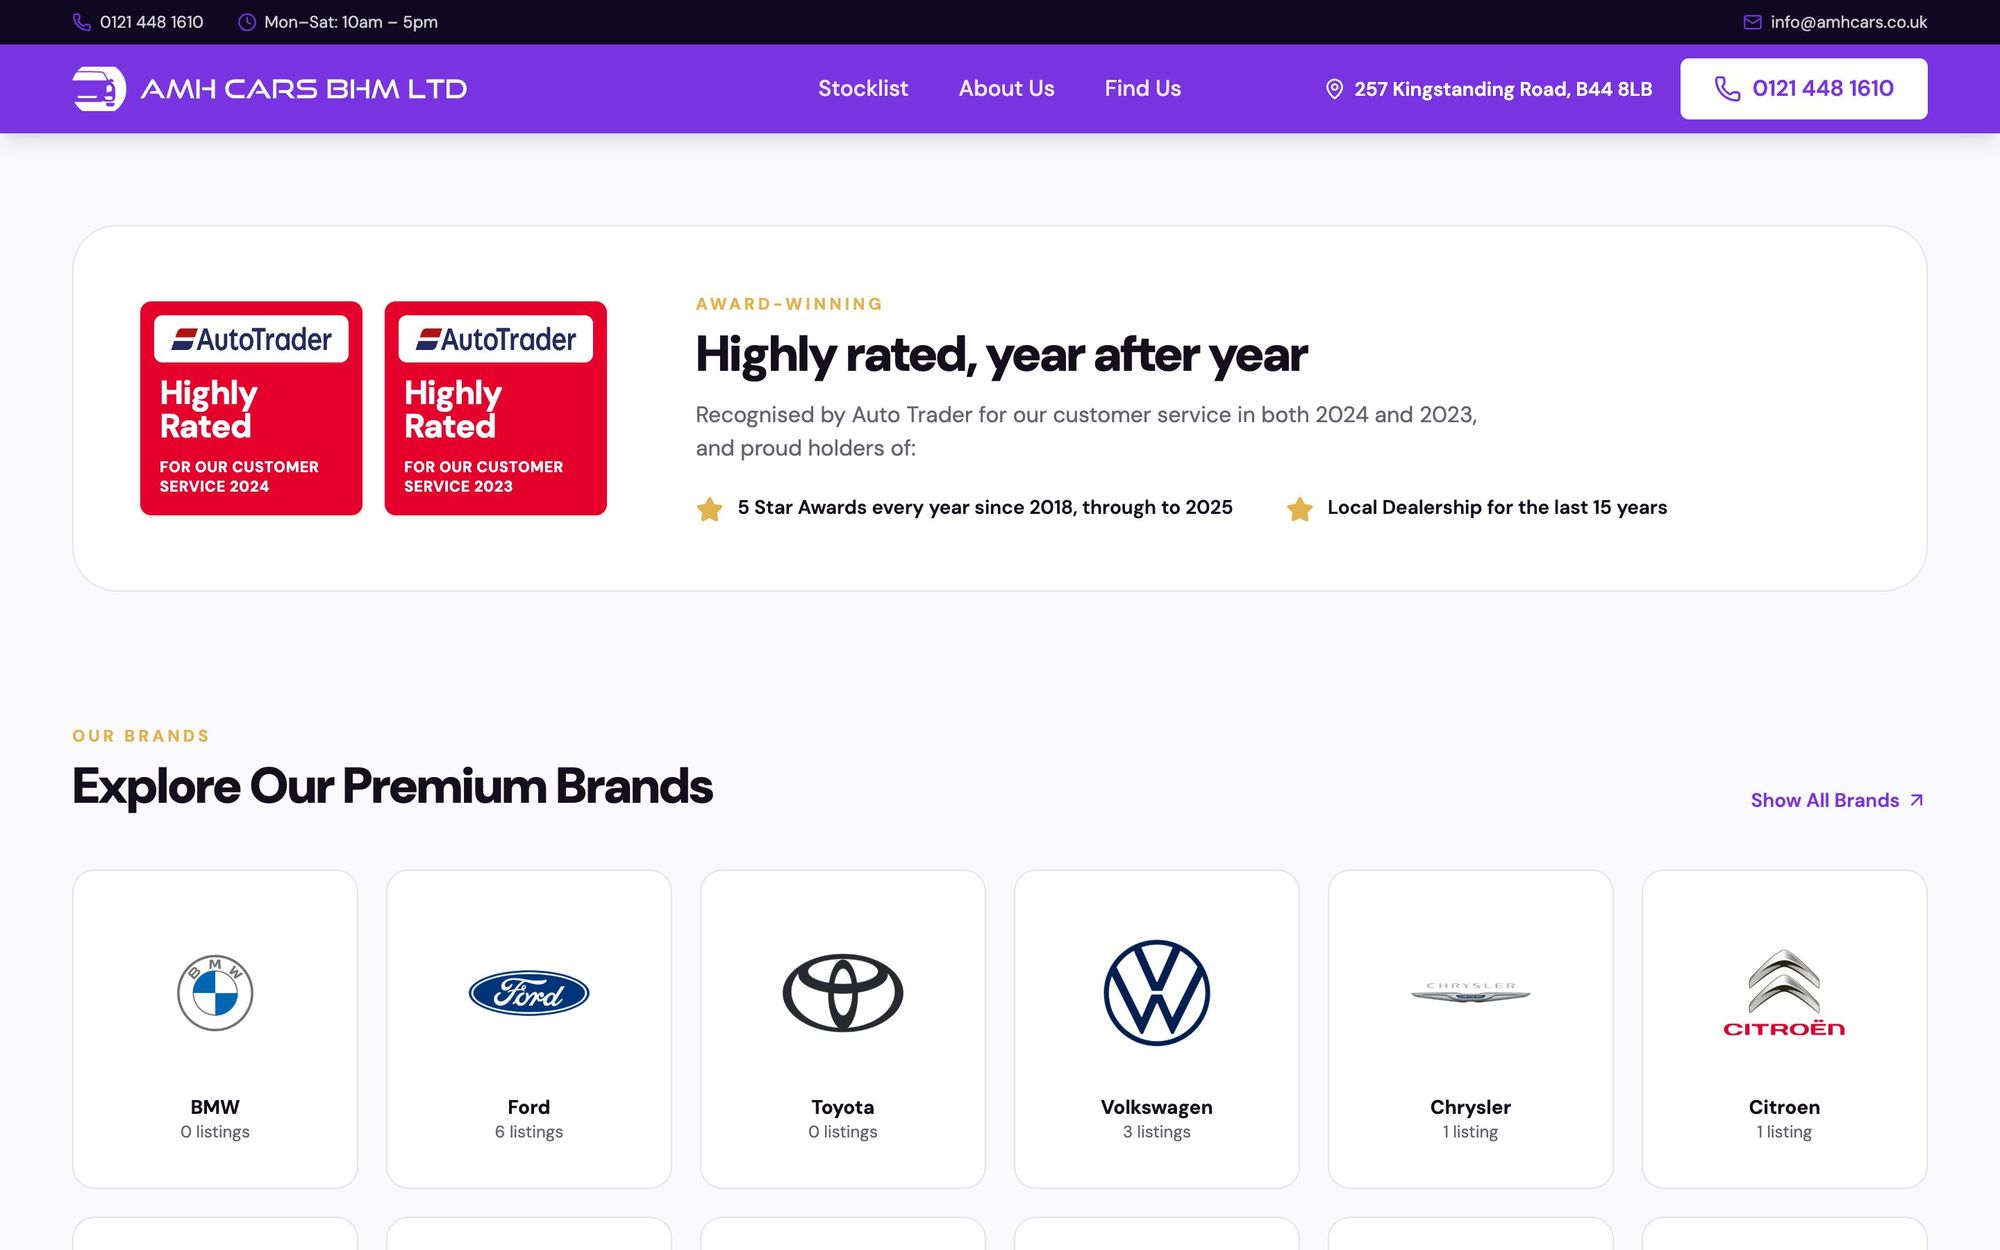 0121 448 1610
Mon–Sat: 10am – 5pm
info@amhcars.co.uk
AMH CARS BHM LTD
Stocklist
About Us
Find Us
257 Kingstanding Road, B44 8LB
0121 448 1610
AutoTrader
Highly
Rated
FOR OUR CUSTOMER
SERVICE 2024
AutoTrader
Highly
Rated
FOR OUR CUSTOMER
SERVICE 2023
AWARD-WINNING
Highly rated, year after year
Recognised by Auto Trader for our customer service in both 2024 and 2023,
and proud holders of:
5 Star Awards every year since 2018, through to 2025
Local Dealership for the last 15 years
OUR BRANDS
Explore Our Premium Brands
Show All Brands
BMW
BMW
0 listings
Ford
Ford
6 listings
Toyota
0 listings
Volkswagen
3 listings
CHRYSLER
Chrysler
1 listing
CITROËN
Citroen
1 listing